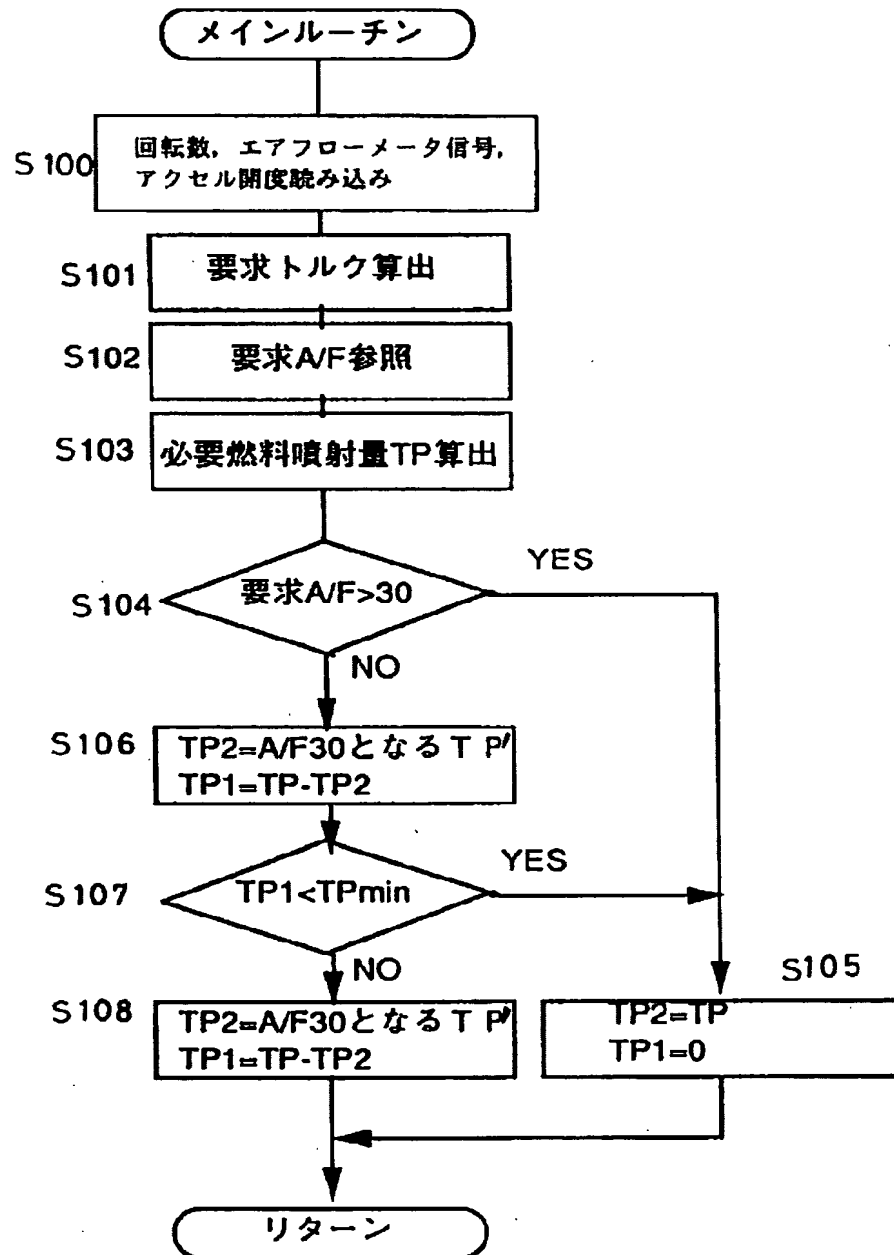 メインルーチン
S100
回転数, エアフローメータ信号,
アクセル開度読み込み
S101
要求トルク算出
S102
要求A/F参照
S103
必要燃料噴射量TP算出
S104
要求A/F>30
YES
NO
S106
TP2=A/F30となるTP'
TP1=TP-TP2
S107
TP1<TPmin
YES
NO
S105
TP2=TP
TP1=0
S108
TP2=A/F30となるTP'
TP1=TP-TP2
リターン